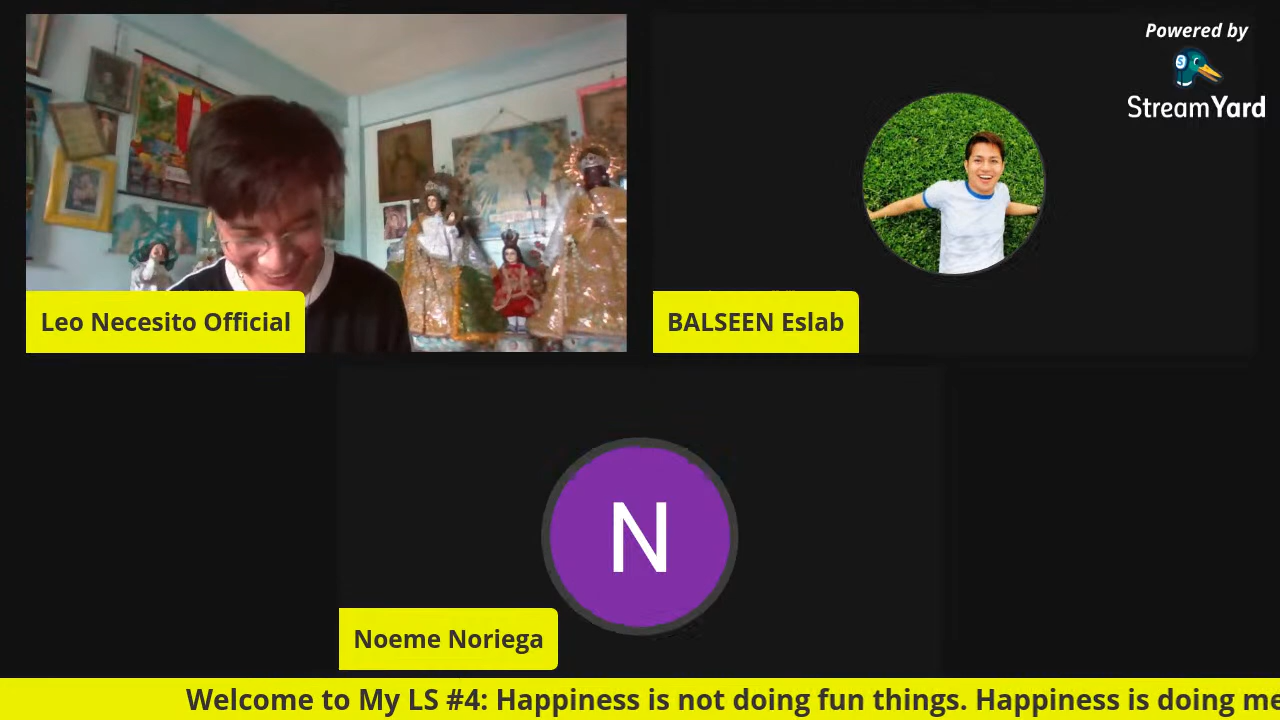 Powered by
StreamYard
Leo Necesito Official
BALSEEN Eslab
N
Noeme Noriega
Welcome to My LS #4: Happiness is not doing fun things. Happiness is doing me